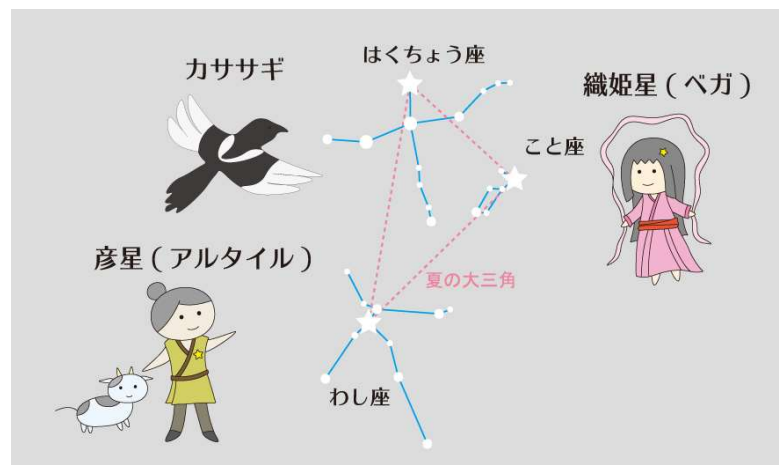 はくちょう座
カササギ
織姫星 ( ベガ )
こと座
彦星 ( アルタイル )
夏の大三角
わし座